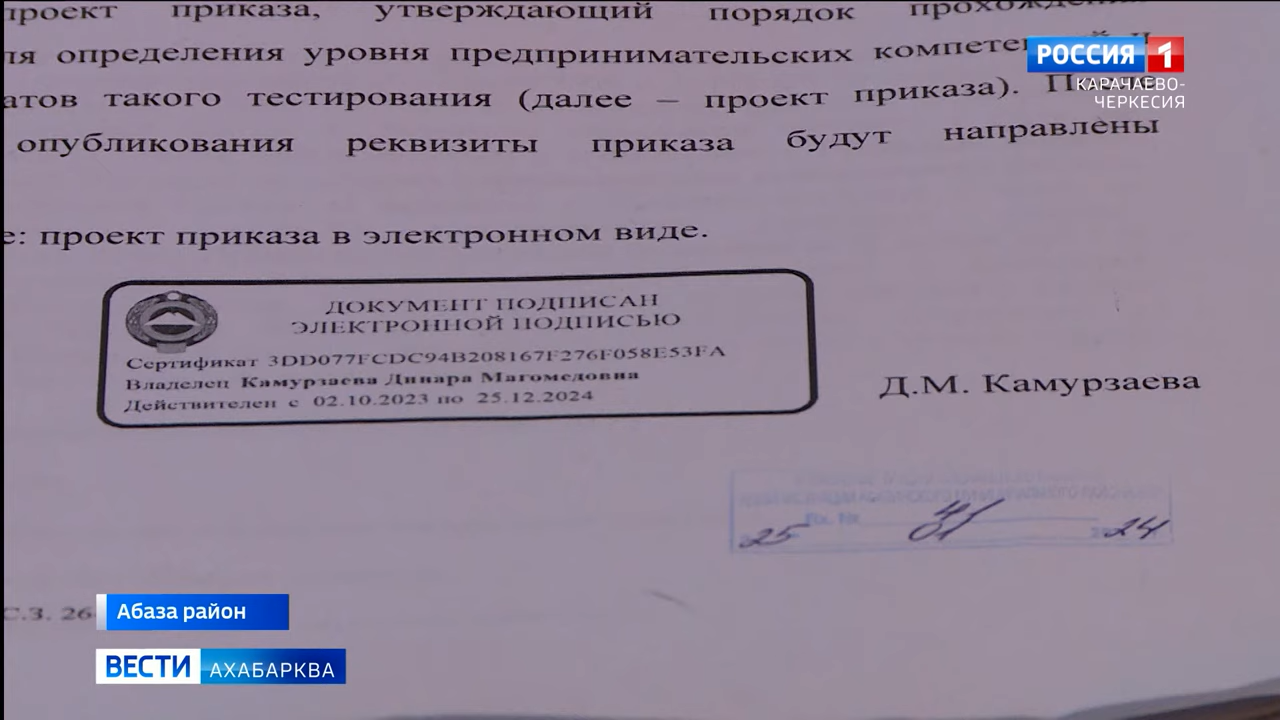 проект приказа, утверждающий порядок
ля определения уровня предпринимательских
атов такого тестирования (далее – проект приказа).
опубликования реквизиты приказа будут направлены
е: проект приказа в электронном виде.
ДОКУМЕНТ ПОДПИСАН
ЭЛЕКТРОННОЙ ПОДПИСЬЮ
Сертификат 3DD077FCDC94B208167F276F058E53FA
Владелец Камурзаева Динара Магомедовна
Действителен с 02.10.2023 по 25.12.2024
Д.М. Камурзаева
Вх. №
25 01 24
С.З. 26
РОССИЯ 1
КАРАЧАЕВО-
ЧЕРКЕСИЯ
Абаза район
ВЕСТИ АХАБАРКВА